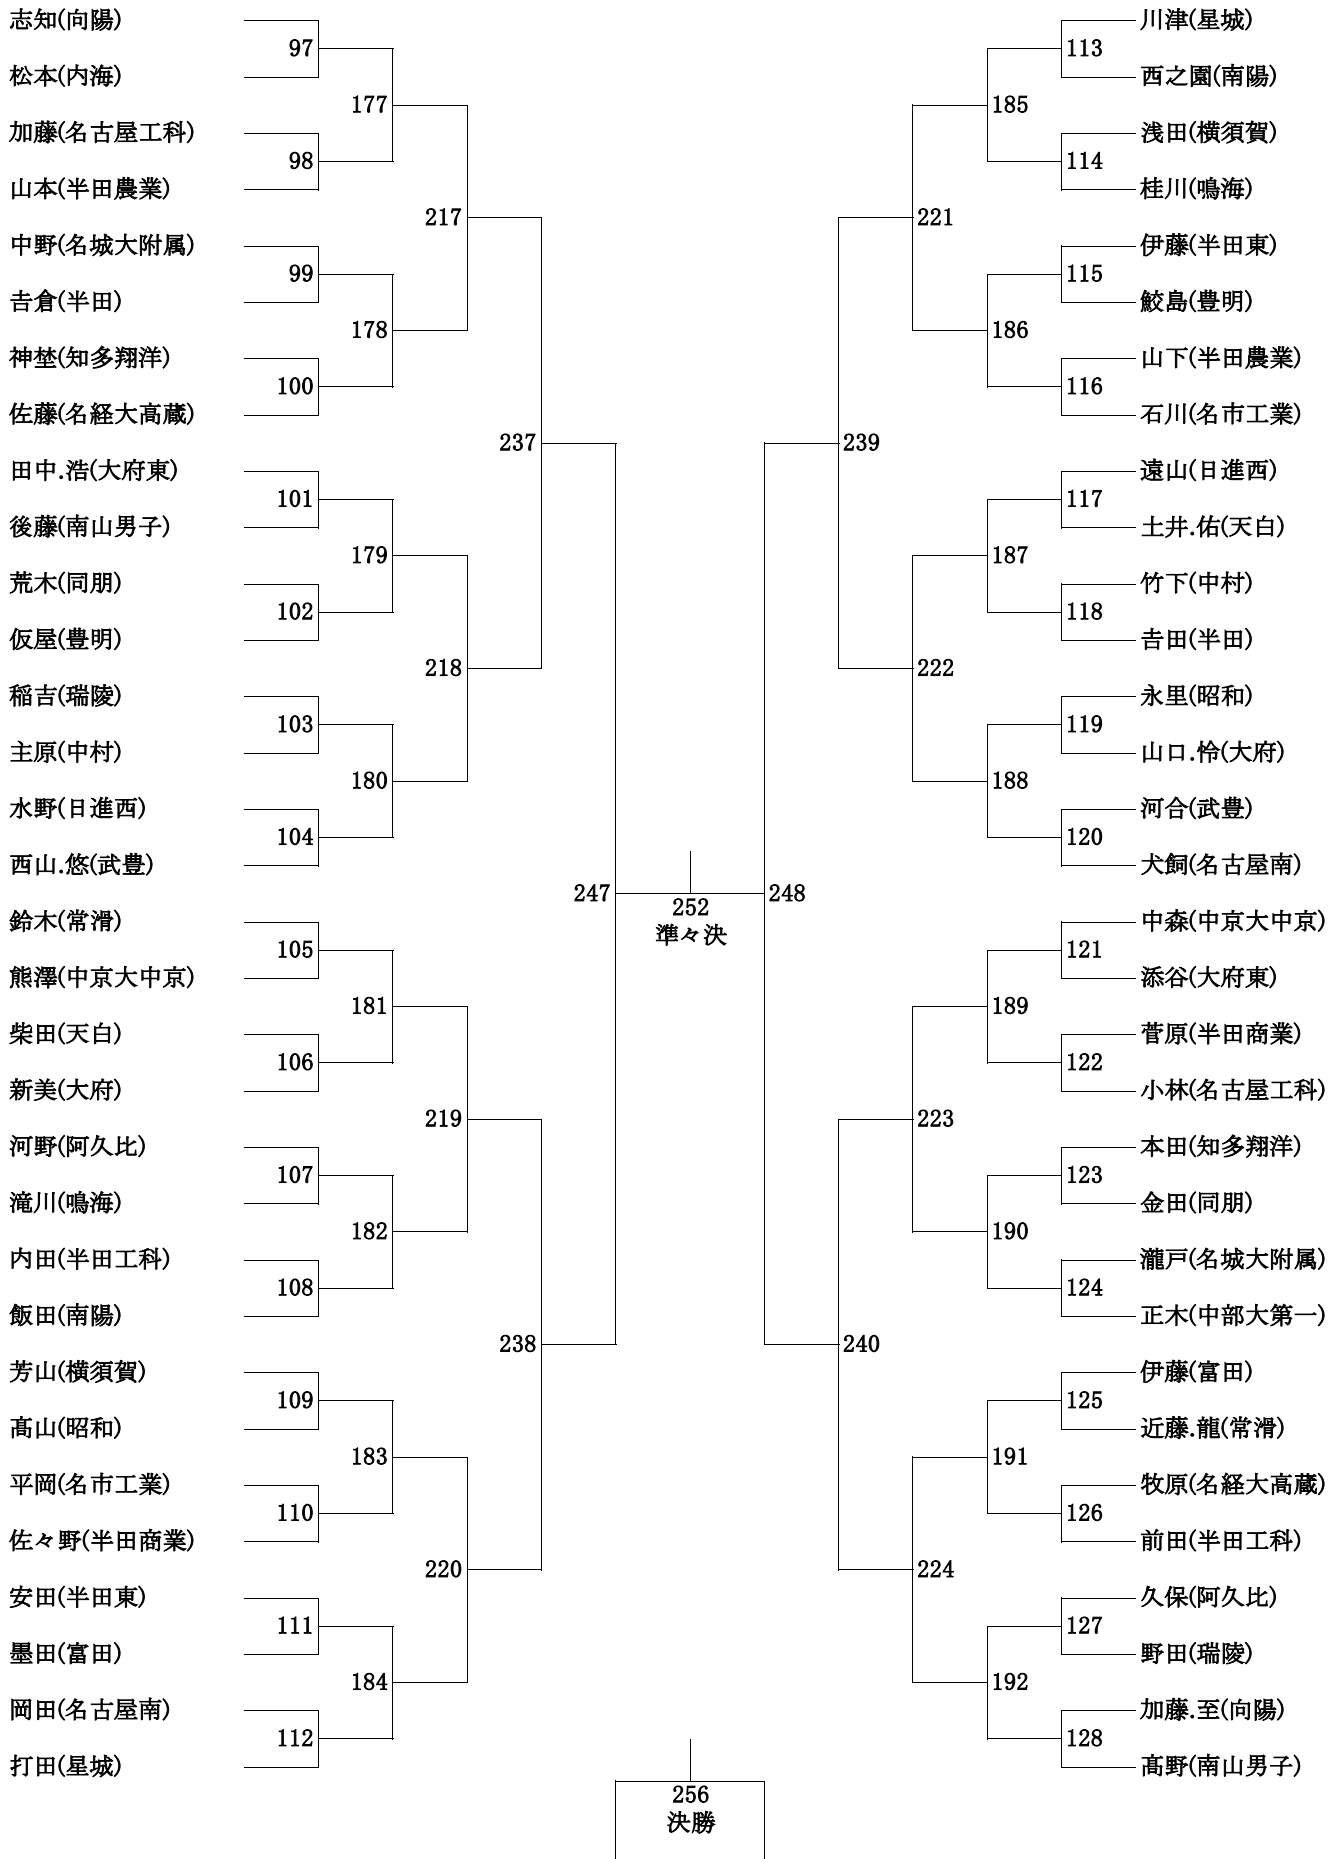 志知(向陽)
97
松本(内海)
177
加藤(名古屋工科)
98
山本(半田農業)
217
中野(名城大附属)
99
𠮷倉(半田)
178
神埜(知多翔洋)
100
佐藤(名経大高蔵)
237
田中.浩(大府東)
101
後藤(南山男子)
179
荒木(同朋)
102
仮屋(豊明)
218
稲吉(瑞陵)
103
主原(中村)
180
水野(日進西)
104
西山.悠(武豊)
247
鈴木(常滑)
105
熊澤(中京大中京)
181
柴田(天白)
106
新美(大府)
219
河野(阿久比)
107
滝川(鳴海)
182
内田(半田工科)
108
飯田(南陽)
238
芳山(横須賀)
109
髙山(昭和)
183
平岡(名市工業)
110
佐々野(半田商業)
220
安田(半田東)
111
墨田(富田)
184
岡田(名古屋南)
112
打田(星城)
252
準々決
256
決勝
川津(星城)
113
西之園(南陽)
185
浅田(横須賀)
114
桂川(鳴海)
221
伊藤(半田東)
115
鮫島(豊明)
186
山下(半田農業)
116
石川(名市工業)
239
遠山(日進西)
117
土井.佑(天白)
187
竹下(中村)
118
𠮷田(半田)
222
永里(昭和)
119
山口.怜(大府)
188
河合(武豊)
120
犬飼(名古屋南)
248
中森(中京大中京)
121
添谷(大府東)
189
菅原(半田商業)
122
小林(名古屋工科)
223
本田(知多翔洋)
123
金田(同朋)
190
瀧戸(名城大附属)
124
正木(中部大第一)
240
伊藤(富田)
125
近藤.龍(常滑)
191
牧原(名経大高蔵)
126
前田(半田工科)
224
久保(阿久比)
127
野田(瑞陵)
192
加藤.至(向陽)
128
髙野(南山男子)